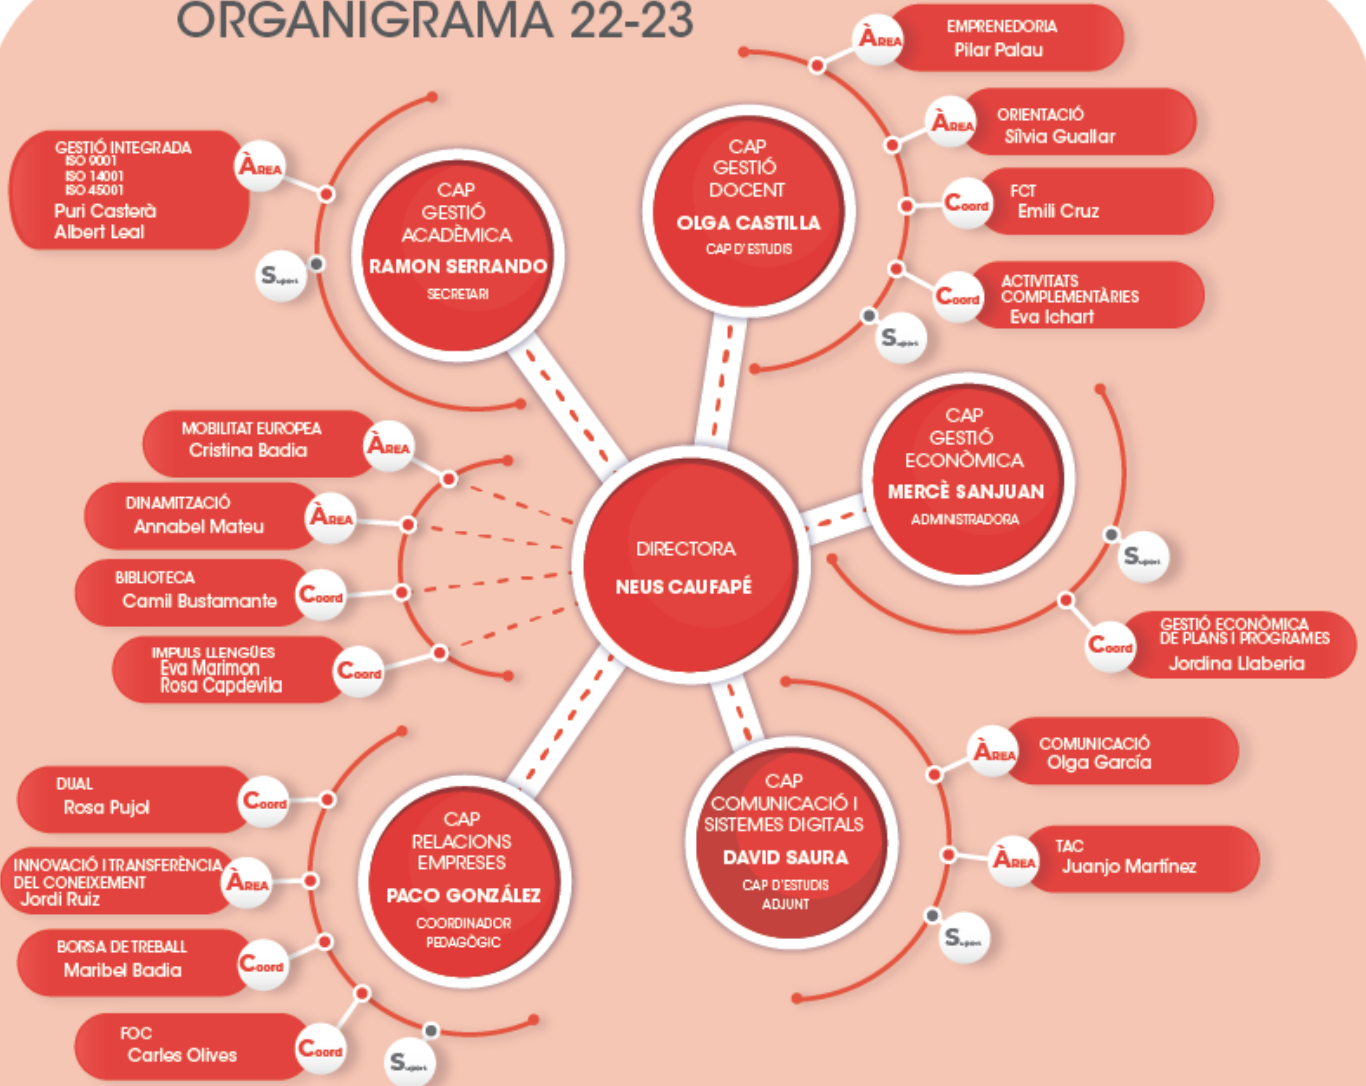 ORGANIGRAMA 22-23
GESTIÓ INTEGRADA
ISO 9001
ISO 14001
ISO 45001
Puri Casterà
Albert Leal
ÀREA
Suport
CAP
GESTIÓ
ACADÈMICA
RAMON SERRANDO
SECRETARI
CAP
GESTIÓ
DOCENT
OLGA CASTILLA
CAP D'ESTUDIS
ÀREA
EMPRENEDORIA
Pilar Palau
ÀREA
ORIENTACIÓ
Sílvia Guallar
Coord
FCT
Emili Cruz
Coord
ACTIVITATS
COMPLEMENTÀRIES
Eva Ichart
Suport
CAP
GESTIÓ
ECONÒMICA
MERCÈ SANJUAN
ADMINISTRADORA
Suport
Coord
GESTIÓ ECONÒMICA
DE PLANS I PROGRAMES
Jordina Llaberia
MOBILITAT EUROPEA
Cristina Badia
ÀREA
DINAMITZACIÓ
Annabel Mateu
ÀREA
BIBLIOTECA
Camil Bustamante
Coord
IMPULS LLENGÜES
Eva Marimon
Rosa Capdevila
Coord
DIRECTORA
NEUS CAUFAPÉ
DUAL
Rosa Pujol
Coord
INNOVACIÓ I TRANSFERÈNCIA
DEL CONEIXEMENT
Jordi Ruiz
ÀREA
BORSA DE TREBALL
Maribel Badia
Coord
FOC
Carles Olives
Coord
Suport
CAP
RELACIONS
EMPRESES
PACO GONZÁLEZ
COORDINADOR
PEDAGÒGIC
CAP
COMUNICACIÓ I
SISTEMES DIGITALS
DAVID SAURA
CAP D'ESTUDIS
ADJUNT
ÀREA
COMUNICACIÓ
Olga García
ÀREA
TAC
Juanjo Martínez
Suport